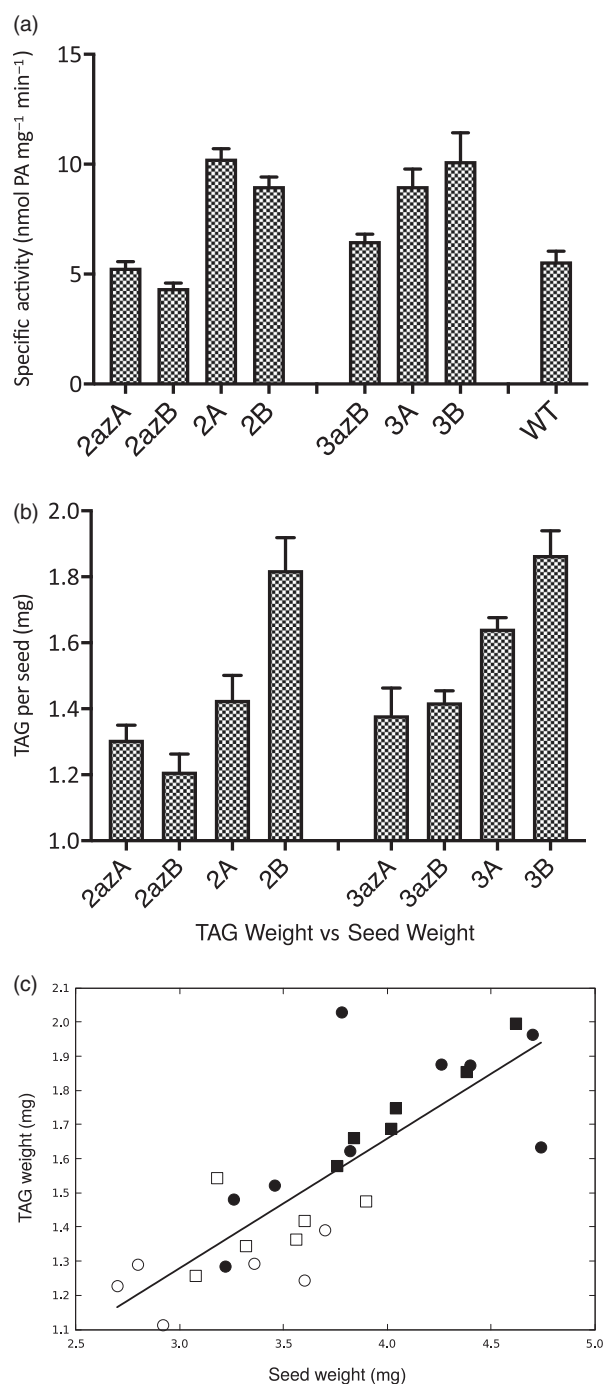 (a)
Specific activity (nmol PA mg⁻¹ min⁻¹)
15
10
5
0
2azA
2azB
2A
2B
3azB
3A
3B
WT
(b)
TAG per seed (mg)
2.0
1.8
1.6
1.4
1.2
1.0
2azA
2azB
2A
2B
3azA
3azB
3A
3B
TAG Weight vs Seed Weight
(c)
TAG weight (mg)
2.1
2.0
1.9
1.8
1.7
1.6
1.5
1.4
1.3
1.2
1.1
2.5
3.0
3.5
4.0
4.5
5.0
Seed weight (mg)